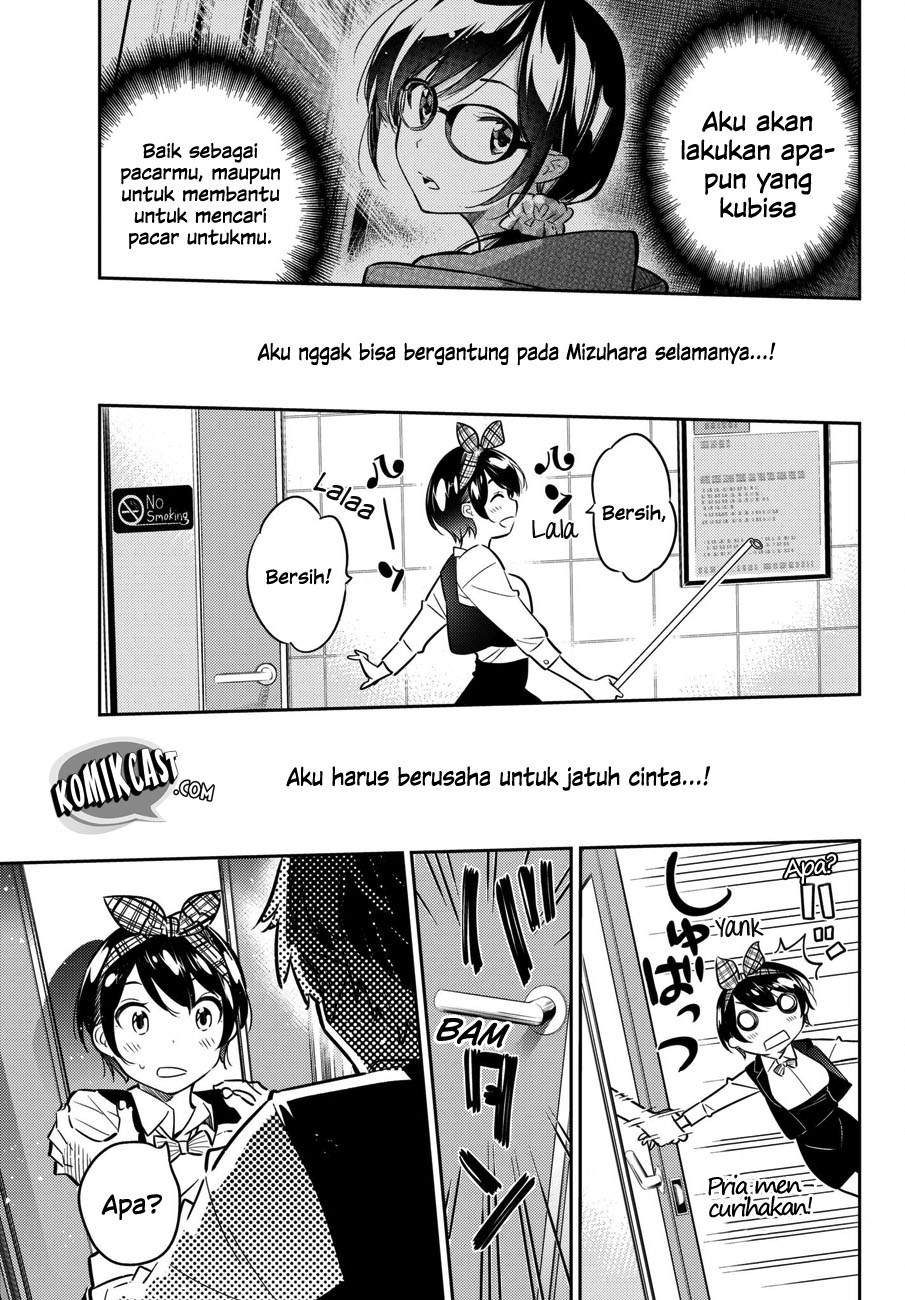 Aku akan
lakukan apa-
pun yang
kubisa
Baik sebagai
pacarmu, maupun
untuk membantu
untuk mencari
pacar untukmu.
Aku nggak bisa bergantung pada Mizuhara selamanya...!
Bersih,
Lala
Lalaa
Bersih!
No
Smoking
KOMIKCAST
.COM
Aku harus berusaha untuk jatuh cinta...!
Apa?
Yank
しゅばっっ
Pria men-
curihakan!
BAM
バタン
Apa?